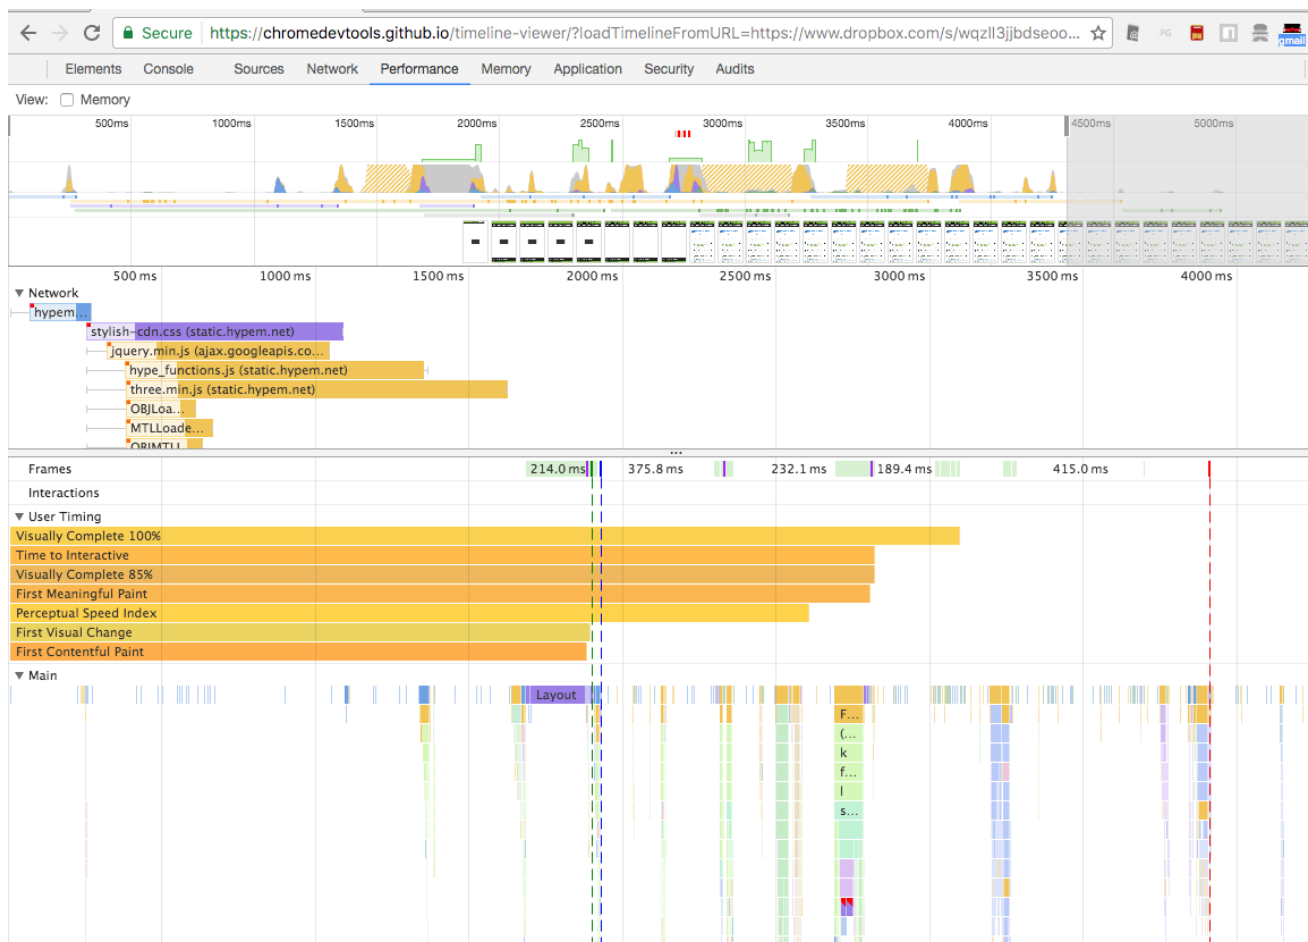 Secure https://chromedevtools.github.io/timeline-viewer/?loadTimelineFromURL=https://www.dropbox.com/s/wqzll3jjbdseoo... PG gmail
Elements Console Sources Network Performance Memory Application Security Audits
View: Memory
500ms 1000ms 1500ms 2000ms 2500ms 3000ms 3500ms 4000ms 4500ms 5000ms
500 ms 1000 ms 1500 ms 2000 ms 2500 ms 3000 ms 3500 ms 4000 ms
Network
hypem...
stylish-cdn.css (static.hypem.net)
jquery.min.js (ajax.googleapis.co...
hype_functions.js (static.hypem.net)
three.min.js (static.hypem.net)
OBJLoa...
MTLLoade...
OBJMTLL
...
Frames 214.0 ms 375.8 ms 232.1 ms 189.4 ms 415.0 ms
Interactions
User Timing
Visually Complete 100%
Time to Interactive
Visually Complete 85%
First Meaningful Paint
Perceptual Speed Index
First Visual Change
First Contentful Paint
Main
Layout
F...
(...
k
f...
l
s...